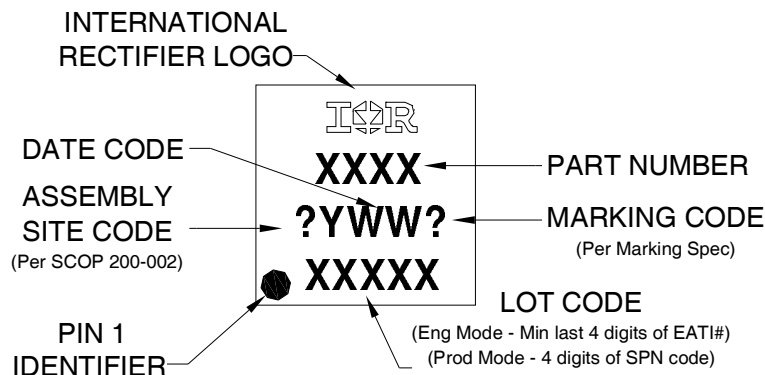 INTERNATIONAL
RECTIFIER LOGO
IOR
DATE CODE
XXXX
PART NUMBER
ASSEMBLY
SITE CODE
(Per SCOP 200-002)
?YWW?
MARKING CODE
(Per Marking Spec)
XXXXX
PIN 1
IDENTIFIER
LOT CODE
(Eng Mode - Min last 4 digits of EATI#)
(Prod Mode - 4 digits of SPN code)